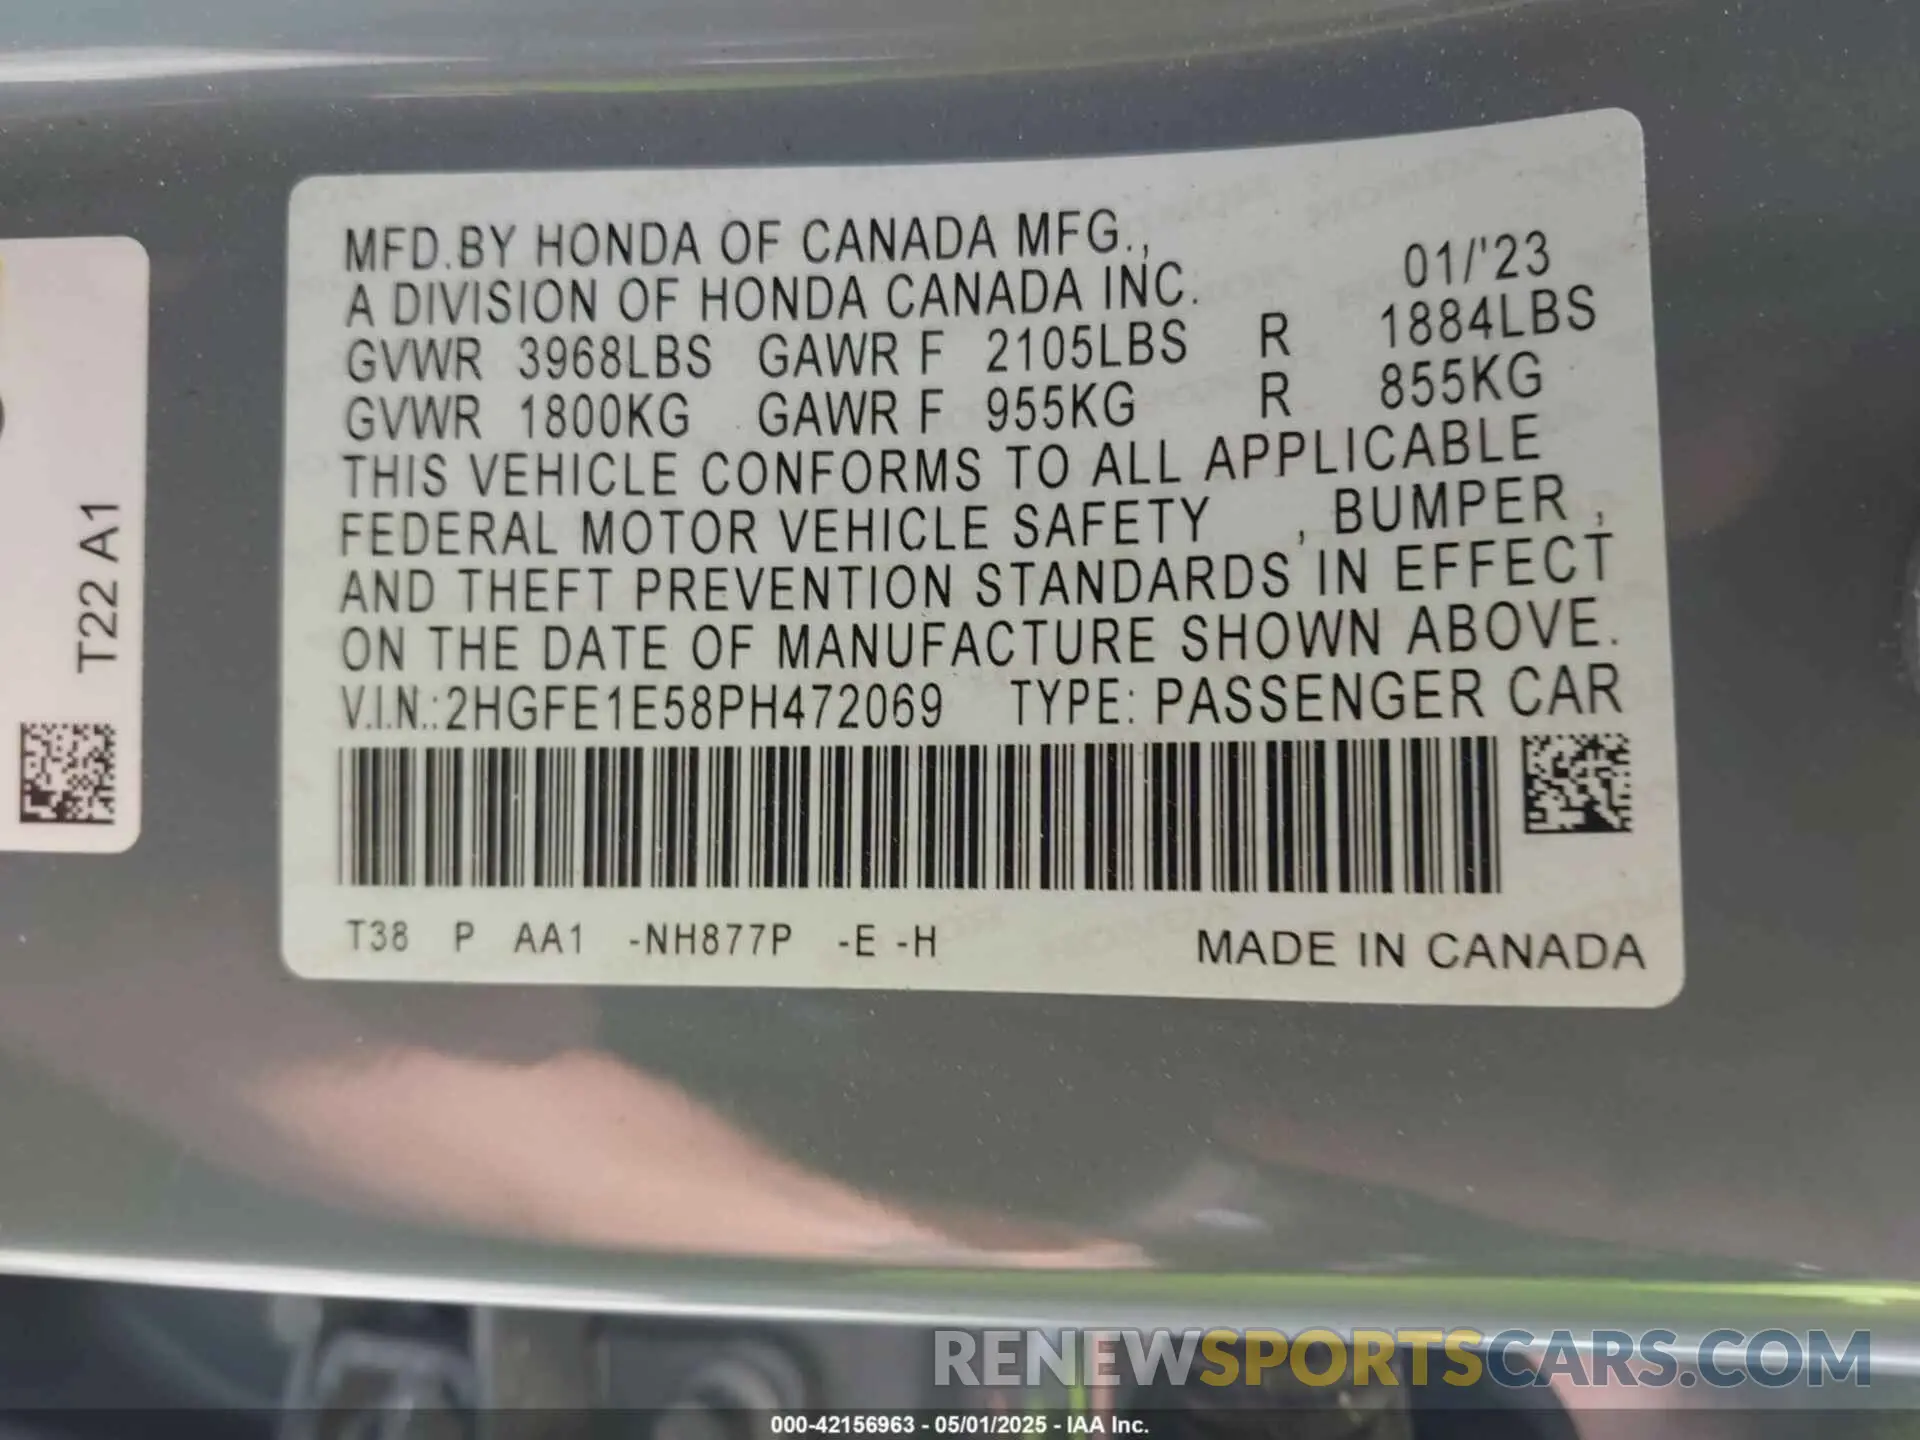 MFD.BY HONDA OF CANADA MFG.,
A DIVISION OF HONDA CANADA INC. 01/'23
GVWR 3968LBS GAWR F 2105LBS R 1884LBS
GVWR 1800KG GAWR F 955KG R 855KG
THIS VEHICLE CONFORMS TO ALL APPLICABLE
FEDERAL MOTOR VEHICLE SAFETY , BUMPER ,
AND THEFT PREVENTION STANDARDS IN EFFECT
ON THE DATE OF MANUFACTURE SHOWN ABOVE.
V.I.N.:2HGFE1E58PH472069 TYPE: PASSENGER CAR
T38 P AA1 -NH877P -E -H MADE IN CANADA
T22 A1
RENEWSPORTSCARS.COM
000-42156963 - 05/01/2025 - IAA Inc.